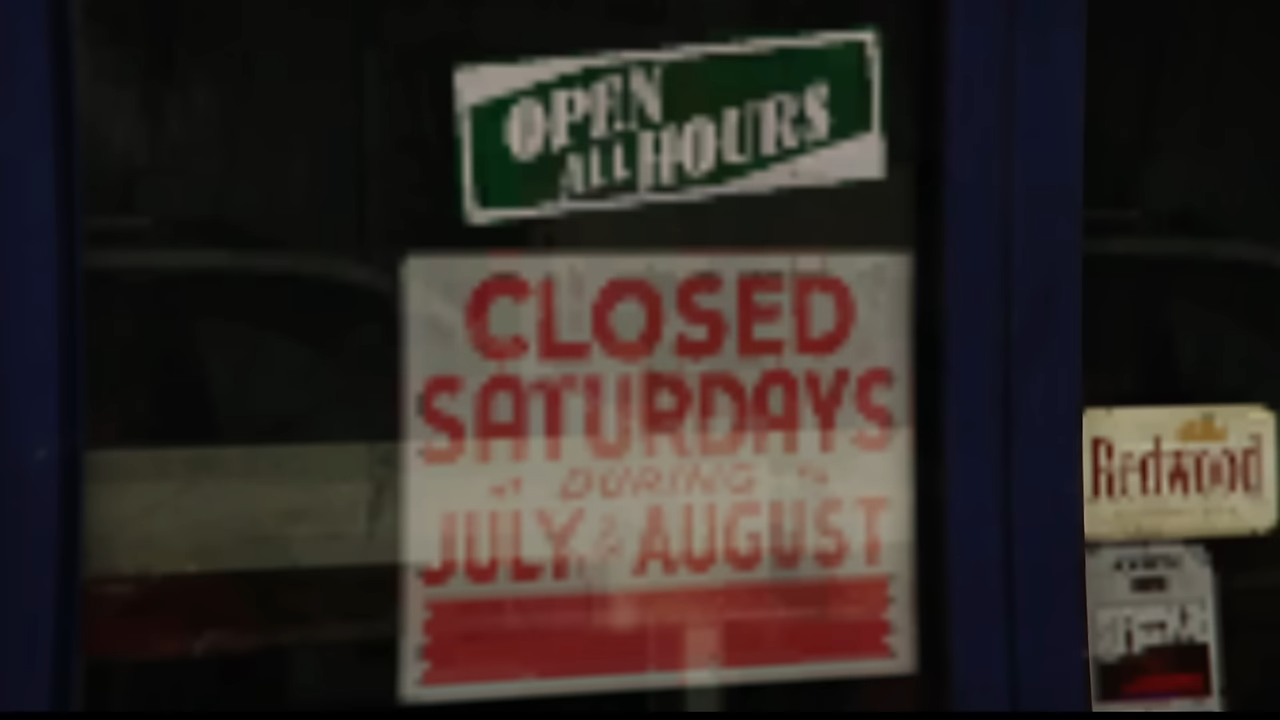 OPEN
ALL HOURS
CLOSED
SATURDAYS
DURING
JULY & AUGUST
Redwood